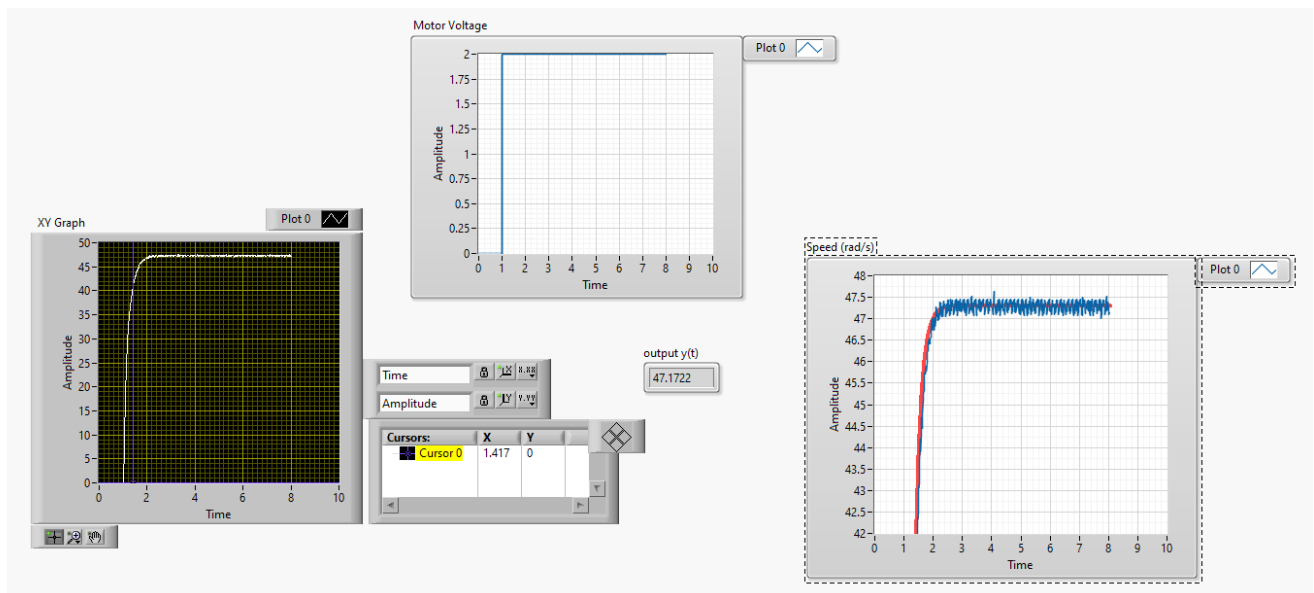 Motor Voltage
Plot 0
2
1.75
1.5
1.25
1
0.75
0.5
0.25
0
0 1 2 3 4 5 6 7 8 9 10
Amplitude
Time
XY Graph
Plot 0
50
45
40
35
30
25
20
15
10
5
0
0 2 4 6 8 10
Amplitude
Time
Time
Amplitude
Cursors: X Y
Cursor 0 1.417 0
output y(t)
47.1722
Speed (rad/s)
Plot 0
48
47.5
47
46.5
46
45.5
45
44.5
44
43.5
43
42.5
42
0 1 2 3 4 5 6 7 8 9 10
Amplitude
Time